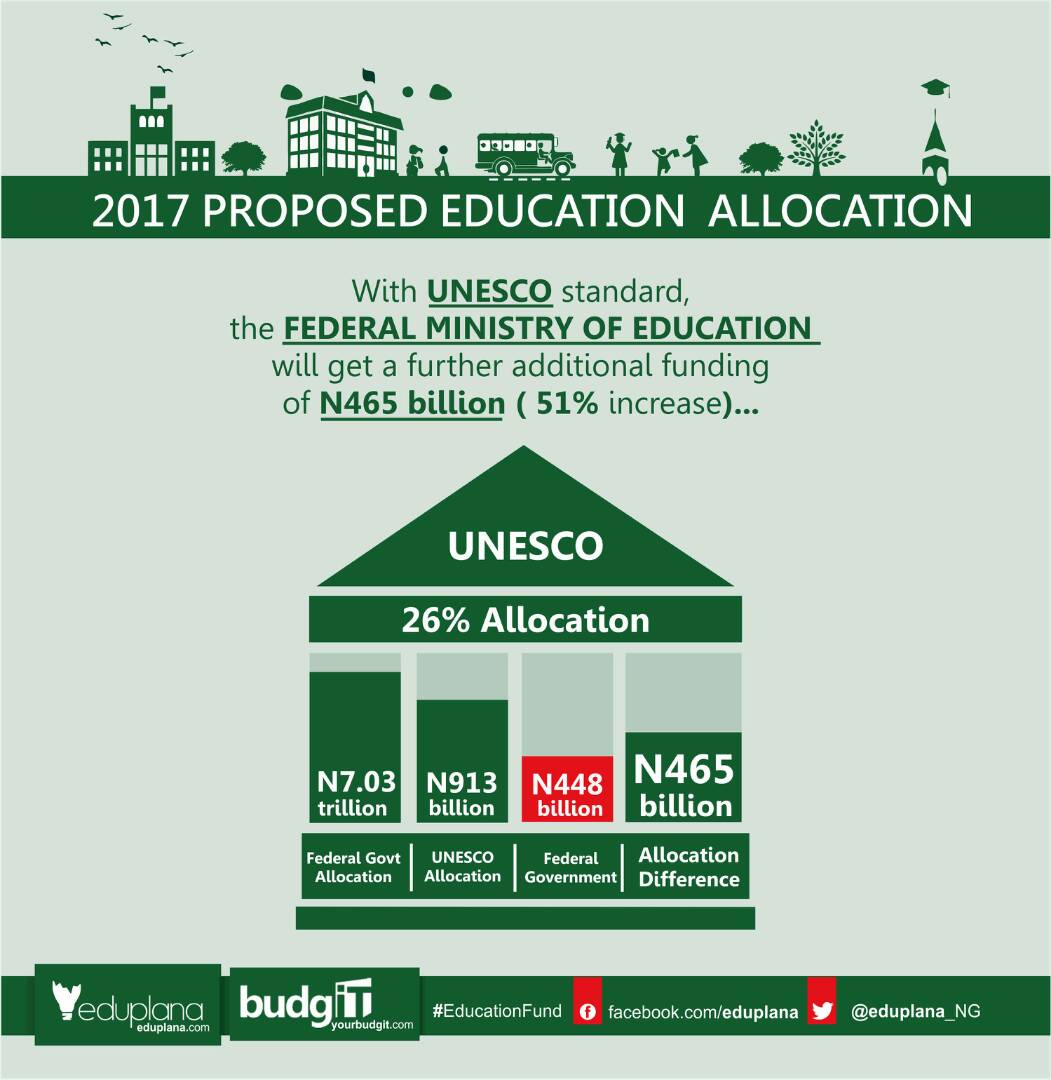 2017 PROPOSED EDUCATION ALLOCATION
With UNESCO standard,
the FEDERAL MINISTRY OF EDUCATION
will get a further additional funding
of N465 billion ( 51% increase)...
UNESCO
26% Allocation
N7.03
trillion
N913
billion
N448
billion
N465
billion
Federal Govt
Allocation
UNESCO
Allocation
Federal
Government
Allocation
Difference
eduplana
eduplana.com
budgIT
yourbudgit.com
#EducationFund
facebook.com/eduplana
@eduplana_NG